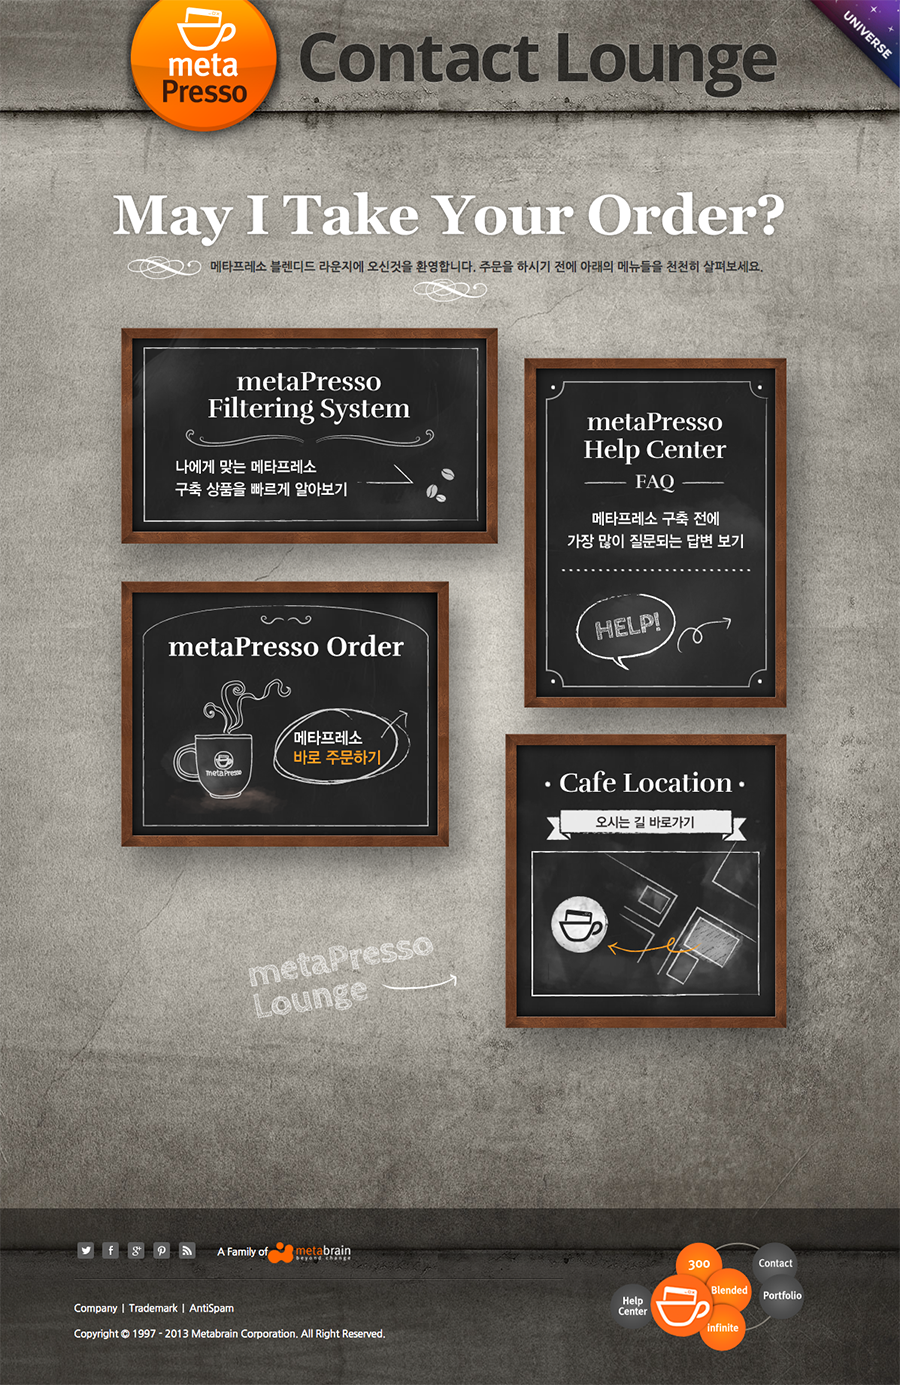 meta
Presso
Contact Lounge
UNIVERSE
May I Take Your Order?
메타프레소 블렌디드 라운지에 오신것을 환영합니다. 주문을 하시기 전에 아래의 메뉴들을 천천히 살펴보세요.
metaPresso
Filtering System
나에게 맞는 메타프레소
구축 상품을 빠르게 알아보기
metaPresso
Help Center
FAQ
메타프레소 구축 전에
가장 많이 질문되는 답변 보기
HELP!
metaPresso Order
메타프레소
바로 주문하기
metaPresso
Cafe Location
오시는 길 바로가기
metaPresso
Lounge
A Family of metabrain
beyond change
Company | Trademark | AntiSpam
Copyright © 1997 - 2013 Metabrain Corporation. All Right Reserved.
300
Contact
Blended
Portfolio
Help
Center
Infinite